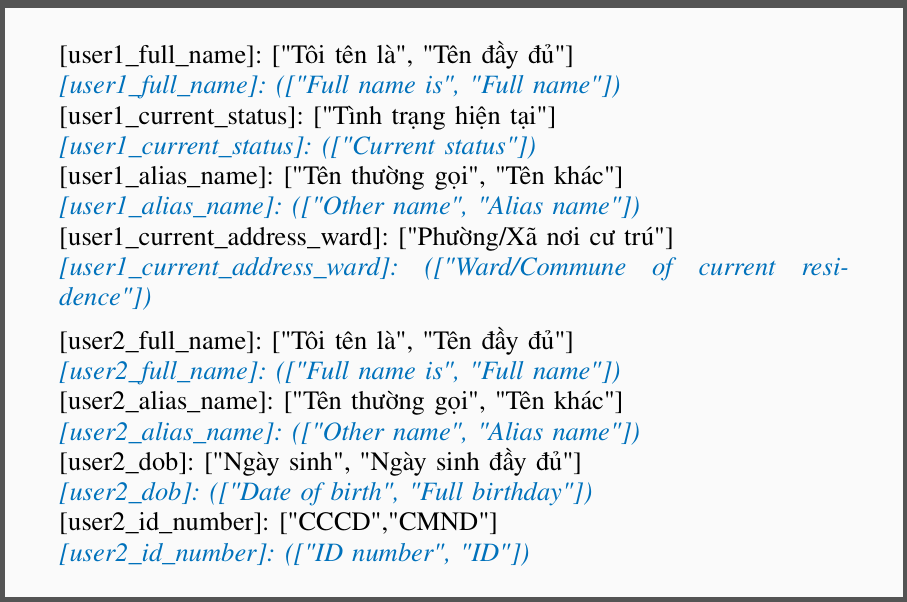 [user1_full_name]: ["Tôi tên là", "Tên đầy đủ"]
[user1_full_name]: (["Full name is", "Full name"])
[user1_current_status]: ["Tình trạng hiện tại"]
[user1_current_status]: (["Current status"])
[user1_alias_name]: ["Tên thường gọi", "Tên khác"]
[user1_alias_name]: (["Other name", "Alias name"])
[user1_current_address_ward]: ["Phường/Xã nơi cư trú"]
[user1_current_address_ward]: (["Ward/Commune of current resi-
dence"])
[user2_full_name]: ["Tôi tên là", "Tên đầy đủ"]
[user2_full_name]: (["Full name is", "Full name"])
[user2_alias_name]: ["Tên thường gọi", "Tên khác"]
[user2_alias_name]: (["Other name", "Alias name"])
[user2_dob]: ["Ngày sinh", "Ngày sinh đầy đủ"]
[user2_dob]: (["Date of birth", "Full birthday"])
[user2_id_number]: ["CCCD","CMND"]
[user2_id_number]: (["ID number", "ID"])